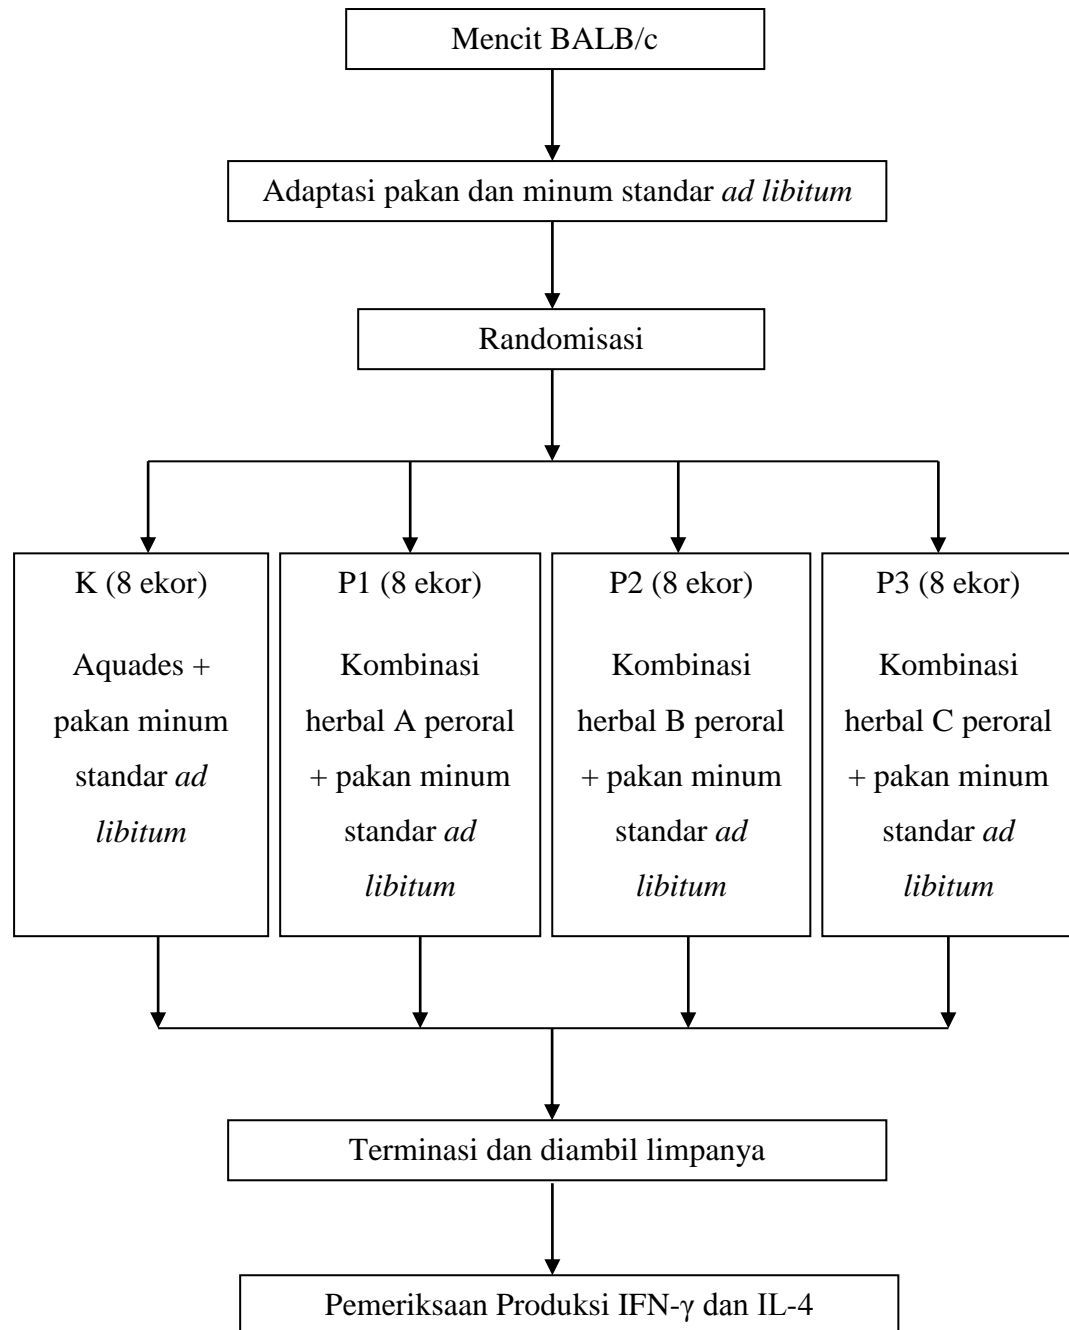 Mencit BALB/c
Adaptasi pakan dan minum standar ad libitum
Randomisasi
K (8 ekor)
Aquades +
pakan minum
standar ad
libitum
P1 (8 ekor)
Kombinasi
herbal A peroral
+ pakan minum
standar ad
libitum
P2 (8 ekor)
Kombinasi
herbal B peroral
+ pakan minum
standar ad
libitum
P3 (8 ekor)
Kombinasi
herbal C peroral
+ pakan minum
standar ad
libitum
Terminasi dan diambil limpanya
Pemeriksaan Produksi IFN-γ dan IL-4